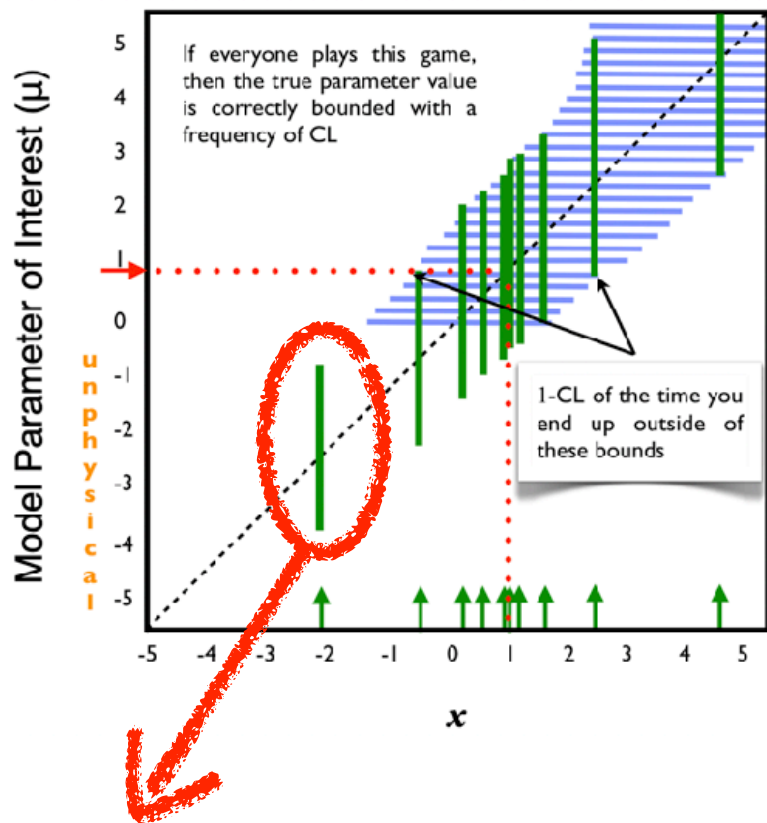 If everyone plays this game,
then the true parameter value
is correctly bounded with a
frequency of CL
Model Parameter of Interest (μ)
5
4
3
2
1
0
-1
-2
-3
-4
-5
unphysical
1-CL of the time you
end up outside of
these bounds
-5 -4 -3 -2 -1 0 1 2 3 4 5
x